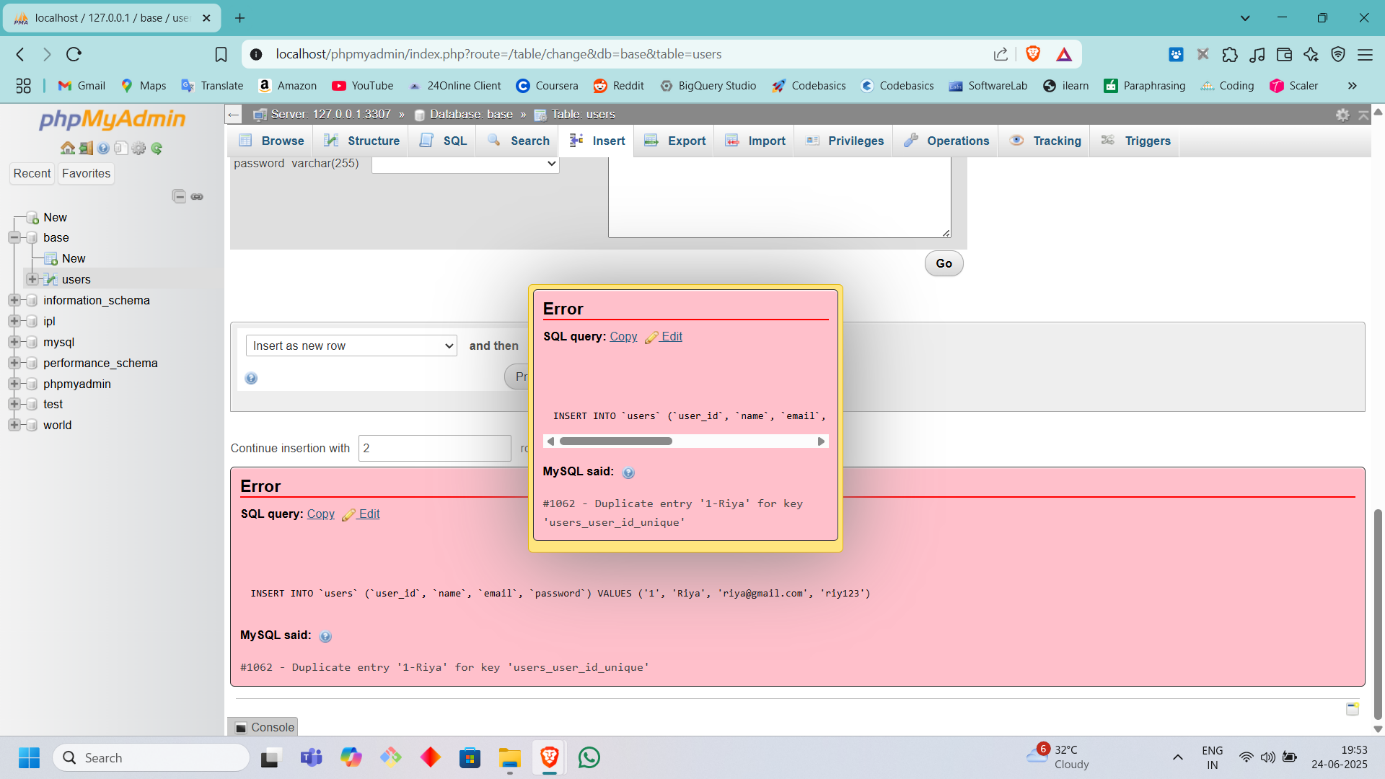 localhost / 127.0.0.1 / base / use
localhost/phpmyadmin/index.php?route=/table/change&db=base&table=users
Gmail
Maps
Translate
Amazon
YouTube
24Online Client
Coursera
Reddit
BigQuery Studio
Codebasics
Codebasics
SoftwareLab
ilearn
Paraphrasing
Coding
Scaler
phpMyAdmin
Recent
Favorites
New
base
New
users
information_schema
ipl
mysql
performance_schema
phpmyadmin
test
world
Server: 127.0.0.1:3307 » Database: base » Table: users
Browse
Structure
SQL
Search
Insert
Export
Import
Privileges
Operations
Tracking
Triggers
password varchar(255)
Go
Insert as new row
and then
Pr
Continue insertion with 2 ro
Error
SQL query: Copy Edit
INSERT INTO `users` (`user_id`, `name`, `email`,
MySQL said:
#1062 - Duplicate entry '1-Riya' for key
'users_user_id_unique'
Error
SQL query: Copy Edit
INSERT INTO `users` (`user_id`, `name`, `email`, `password`) VALUES ('1', 'Riya', 'riya@gmail.com', 'riy123')
MySQL said:
#1062 - Duplicate entry '1-Riya' for key 'users_user_id_unique'
Console
Search
6
32°C
Cloudy
ENG
IN
19:53
24-06-2025